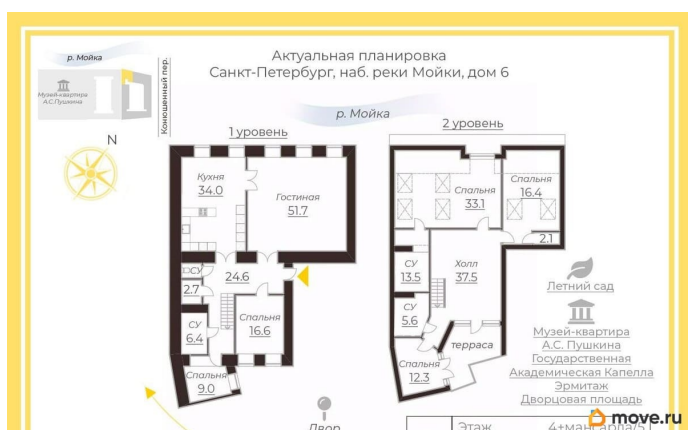 Актуальная планировка
Санкт-Петербург, наб. реки Мойки, дом 6
р. Мойка
Музей-квартира
А.С.Пушкина
Конюшенный пер.
N
р. Мойка
1 уровень
2 уровень
Кухня
34.0
Гостиная
51.7
СУ
2.7
24.6
СУ
6.4
Спальня
16.6
Спальня
9.0
Спальня
33.1
Спальня
16.4
2.1
СУ
13.5
Холл
37.5
СУ
5.6
терраса
Спальня
12.3
Летний сад
Музей-квартира
А.С. Пушкина
Государственная
Академическая Капелла
Эрмитаж
Дворцовая площадь
Двор
Этаж
4+мансарда/5
move.ru